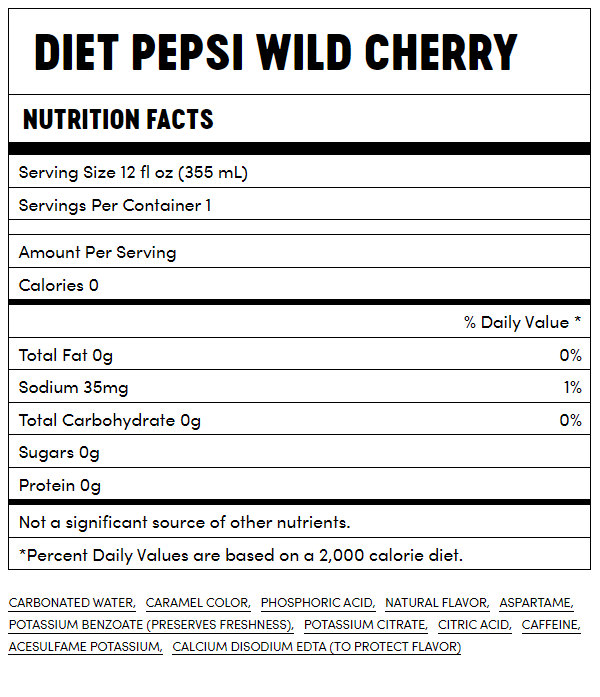 DIET PEPSI WILD CHERRY
NUTRITION FACTS
Serving Size 12 fl oz (355 mL)
Servings Per Container 1
Amount Per Serving
Calories 0
% Daily Value *
Total Fat 0g 0%
Sodium 35mg 1%
Total Carbohydrate 0g 0%
Sugars 0g
Protein 0g
Not a significant source of other nutrients.
*Percent Daily Values are based on a 2,000 calorie diet.
CARBONATED WATER, CARAMEL COLOR, PHOSPHORIC ACID, NATURAL FLAVOR, ASPARTAME,
POTASSIUM BENZOATE (PRESERVES FRESHNESS), POTASSIUM CITRATE, CITRIC ACID, CAFFEINE,
ACESULFAME POTASSIUM, CALCIUM DISODIUM EDTA (TO PROTECT FLAVOR)